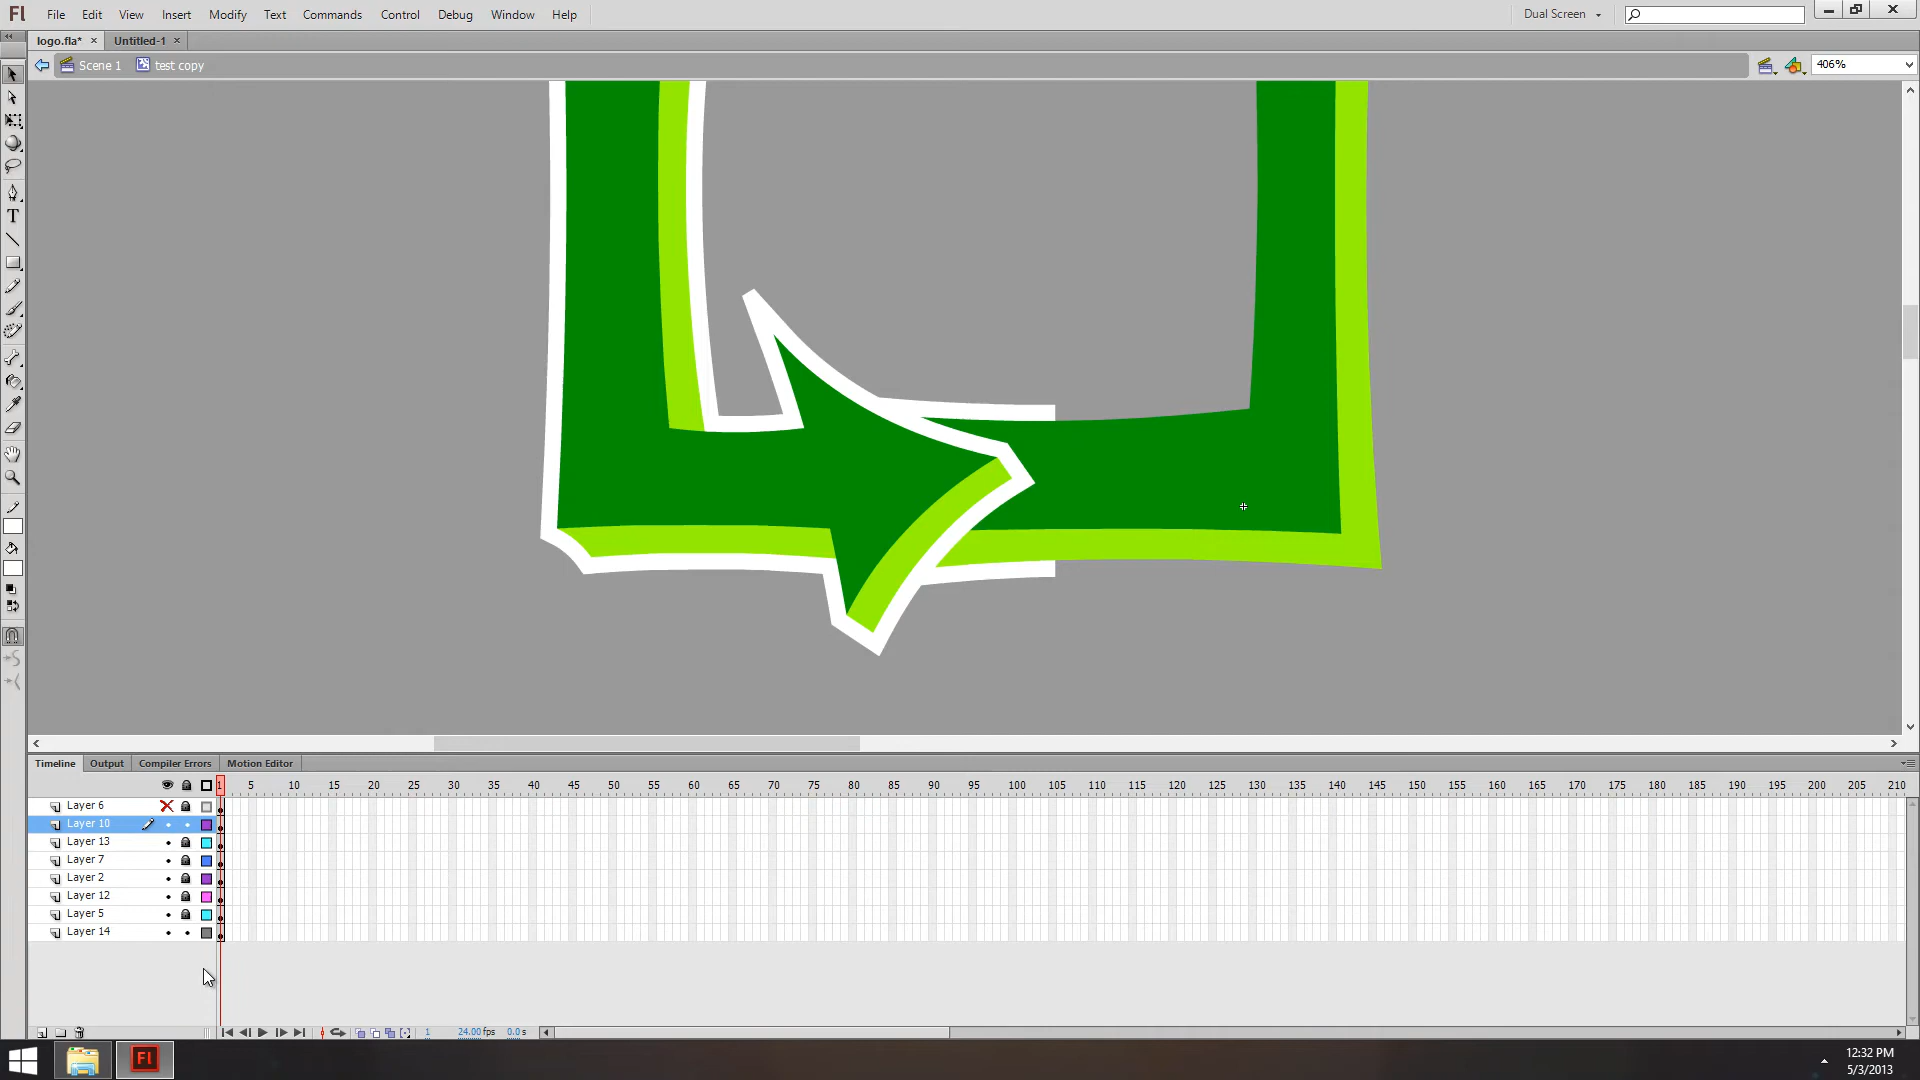 Fl File Edit View Insert Modify Text Commands Control Debug Window Help Dual Screen
logo.fla* × Untitled-1 ×
Scene 1 test copy 406%
T
Timeline Output Compiler Errors Motion Editor
1 5 10 15 20 25 30 35 40 45 50 55 60 65 70 75 80 85 90 95 100 105 110 115 120 125 130 135 140 145 150 155 160 165 170 175 180 185 190 195 200 205 210
Layer 6
Layer 10
Layer 13
Layer 7
Layer 2
Layer 12
Layer 5
Layer 14
1 24.00 fps 0.0 s
Fl 12:32 PM
5/3/2013